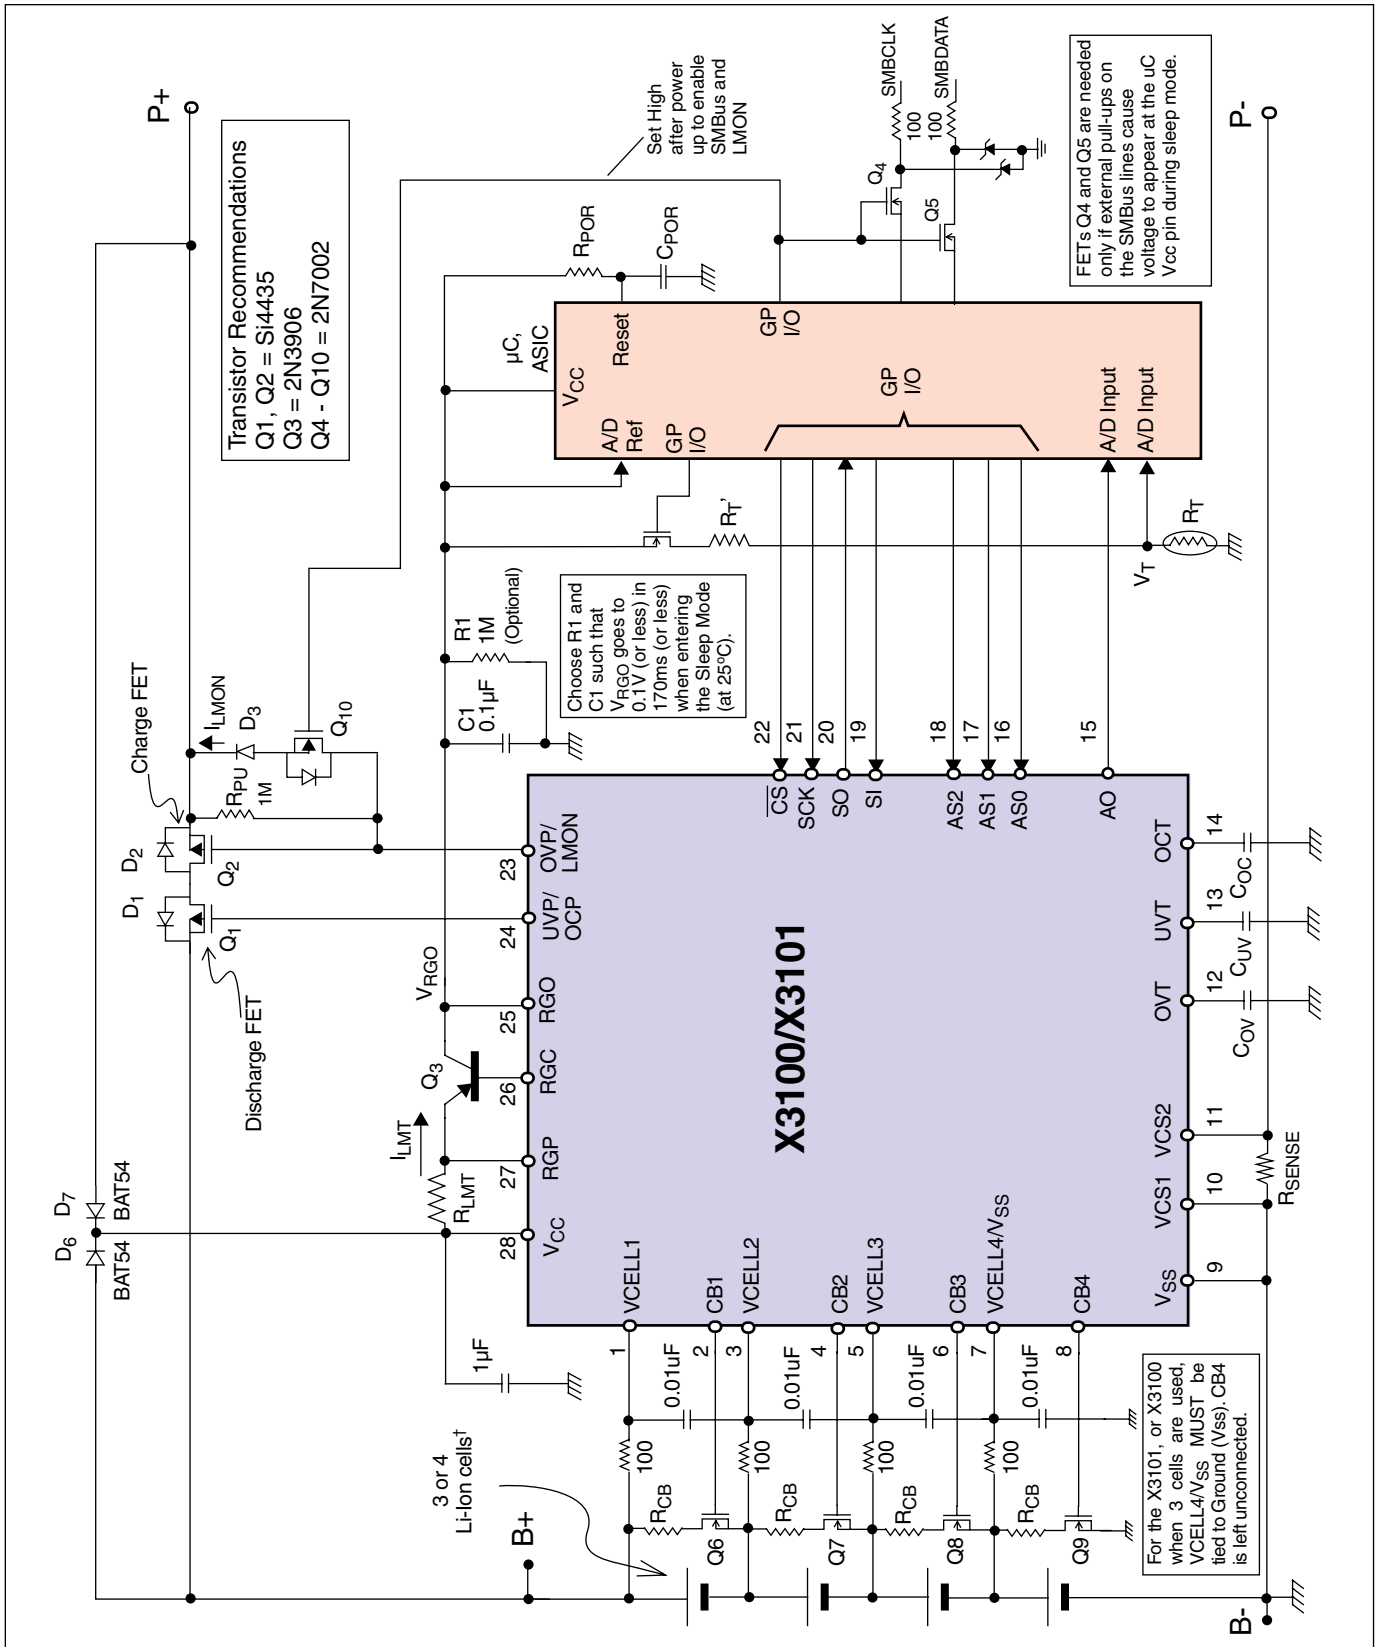 P+
Transistor Recommendations
Q1, Q2 = Si4435
Q3 = 2N3906
Q4 - Q10 = 2N7002
Set High
after power
up to enable
SMBus and
LMON
SMBCLK
100
100
SMBDATA
FETs Q4 and Q5 are needed
only if external pull-ups on
the SMBus lines cause
voltage to appear at the uC
Vcc pin during sleep mode.
P-
Q4
Q5
RPOR
CPOR
µC,
ASIC
VCC
Reset
GP
I/O
A/D
Ref
GP
I/O
GP
I/O
A/D Input
A/D Input
RT'
VT
RT
Charge FET
ILMON
D3
Q10
RPU
1M
D2
Q2
D1
Q1
Discharge FET
R1
1M
(Optional)
C1
0.1µF
Choose R1 and
C1 such that
VRGO goes to
0.1V (or less) in
170ms (or less)
when entering
the Sleep Mode
(at 25ºC).
VRGO
Q3
ILMT
RLMT
D7
BAT54
D6
BAT54
22
21
20
19
18
17
16
15
CS
SCK
SO
SI
AS2
AS1
AS0
AO
23
OVP/
LMON
24
UVP/
OCP
25
RGO
26
RGC
27
RGP
28
VCC
X3100/X3101
OCT
14
COC
UVT
13
CUV
OVT
12
COV
VCS2
11
VCS1
10
VSS
9
RSENSE
VCELL1
CB1
VCELL2
CB2
VCELL3
CB3
VCELL4/VSS
CB4
1
2
3
4
5
6
7
8
1µF
0.01uF
0.01uF
0.01uF
0.01uF
100
100
100
100
RCB
RCB
RCB
RCB
Q6
Q7
Q8
Q9
3 or 4
Li-Ion cells†
B+
B-
For the X3101, or X3100
when 3 cells are used,
VCELL4/VSS MUST be
tied to Ground (Vss). CB4
is left unconnected.